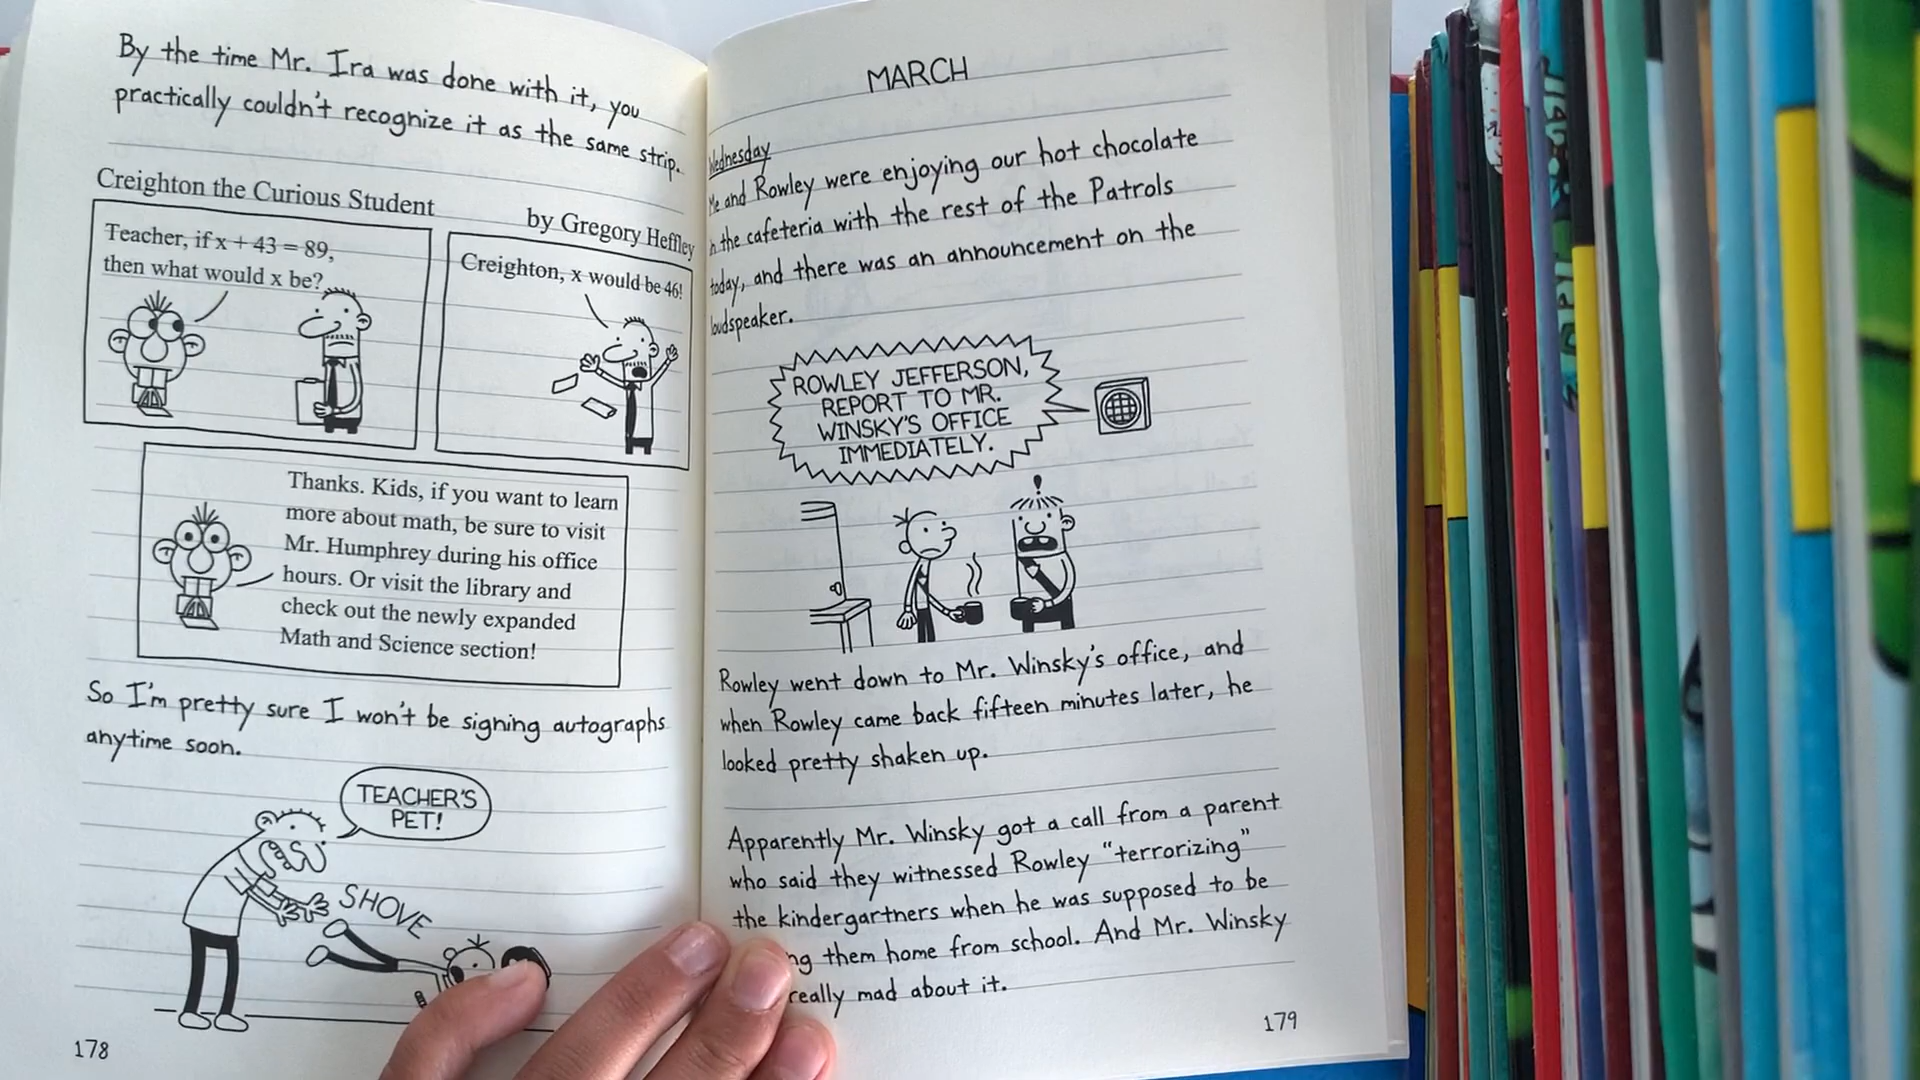 By the time Mr. Ira was done with it, you
practically couldn't recognize it as the same strip.
Creighton the Curious Student
by Gregory Heffley
Teacher, if x + 43 = 89,
then what would x be?
Creighton, x would be 46!
Thanks. Kids, if you want to learn
more about math, be sure to visit
Mr. Humphrey during his office
hours. Or visit the library and
check out the newly expanded
Math and Science section!
So I'm pretty sure I won't be signing autographs
anytime soon.
TEACHER'S
PET!
SHOVE
178
MARCH
Wednesday
Me and Rowley were enjoying our hot chocolate
n the cafeteria with the rest of the Patrols
today, and there was an announcement on the
loudspeaker.
ROWLEY JEFFERSON,
REPORT TO MR.
WINSKY'S OFFICE
IMMEDIATELY.
Rowley went down to Mr. Winsky's office, and
when Rowley came back fifteen minutes later, he
looked pretty shaken up.
Apparently Mr. Winsky got a call from a parent
who said they witnessed Rowley "terrorizing"
the kindergartners when he was supposed to be
ng them home from school. And Mr. Winsky
really mad about it.
179